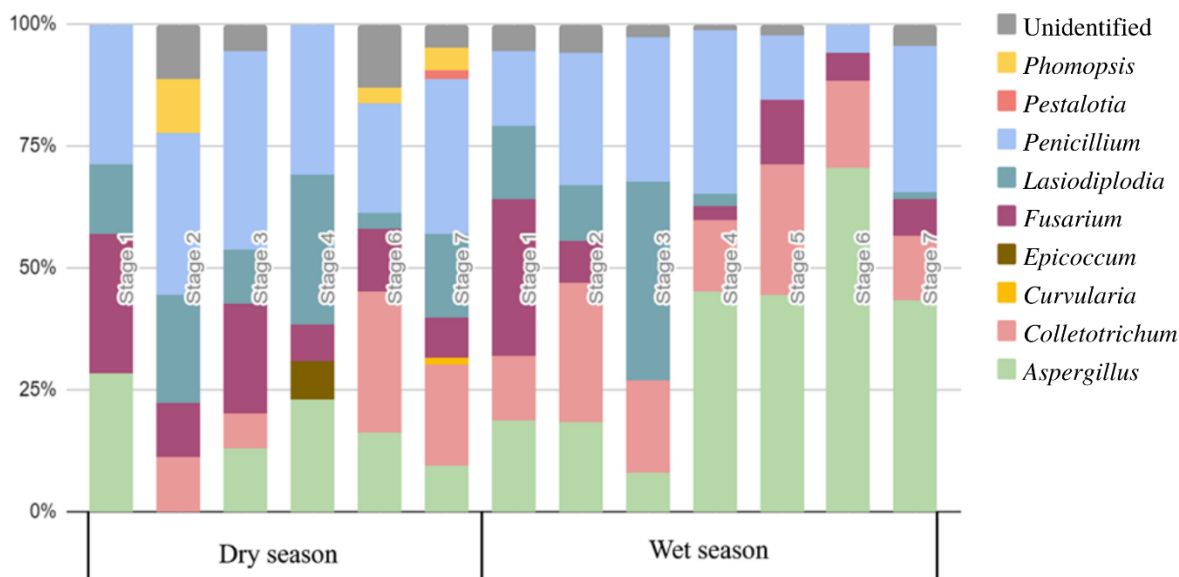 100%
75%
50%
25%
0%
Stage 1
Stage 2
Stage 3
Stage 4
Stage 6
Stage 7
Stage 1
Stage 2
Stage 3
Stage 4
Stage 5
Stage 6
Stage 7
Dry season
Wet season
Unidentified
Phomopsis
Pestalotia
Penicillium
Lasiodiplodia
Fusarium
Epicoccum
Curvularia
Colletotrichum
Aspergillus